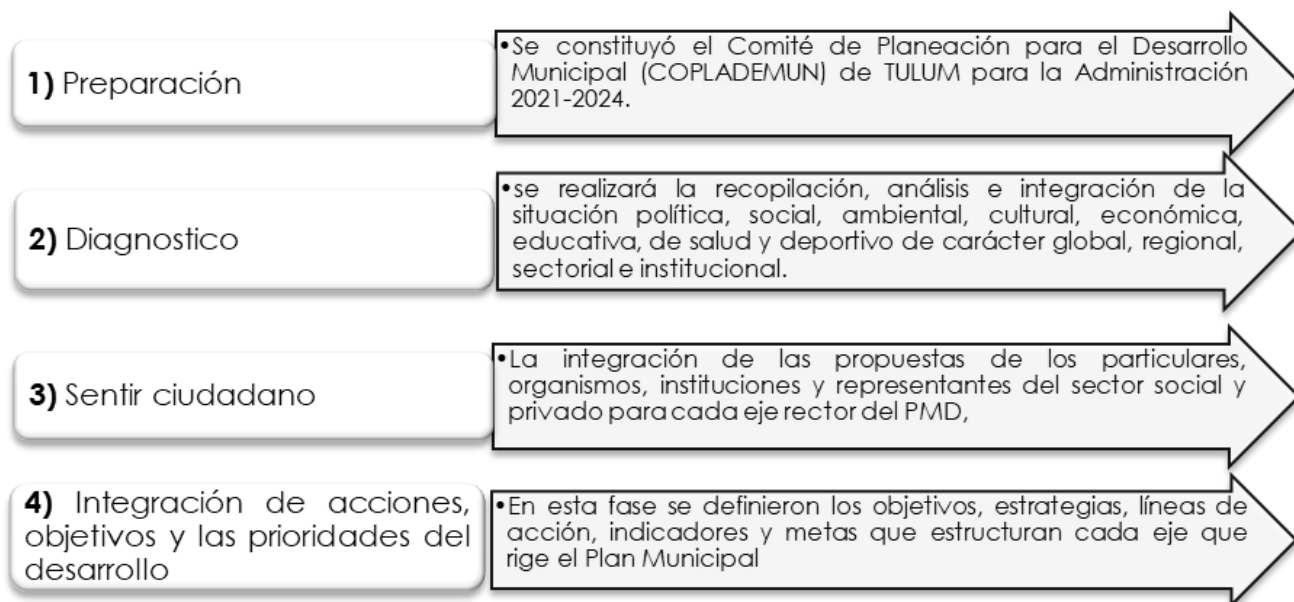 1) Preparación
•Se constituyó el Comité de Planeación para el Desarrollo
Municipal (COPLADEMUN) de TULUM para la Administración
2021-2024.
2) Diagnostico
•se realizará la recopilación, análisis e integración de la
situación política, social, ambiental, cultural, económica,
educativa, de salud y deportivo de carácter global, regional,
sectorial e institucional.
3) Sentir ciudadano
•La integración de las propuestas de los particulares,
organismos, instituciones y representantes del sector social y
privado para cada eje rector del PMD,
4) Integración de acciones,
objetivos y las prioridades del
desarrollo
•En esta fase se definieron los objetivos, estrategias, líneas de
acción, indicadores y metas que estructuran cada eje que
rige el Plan Municipal